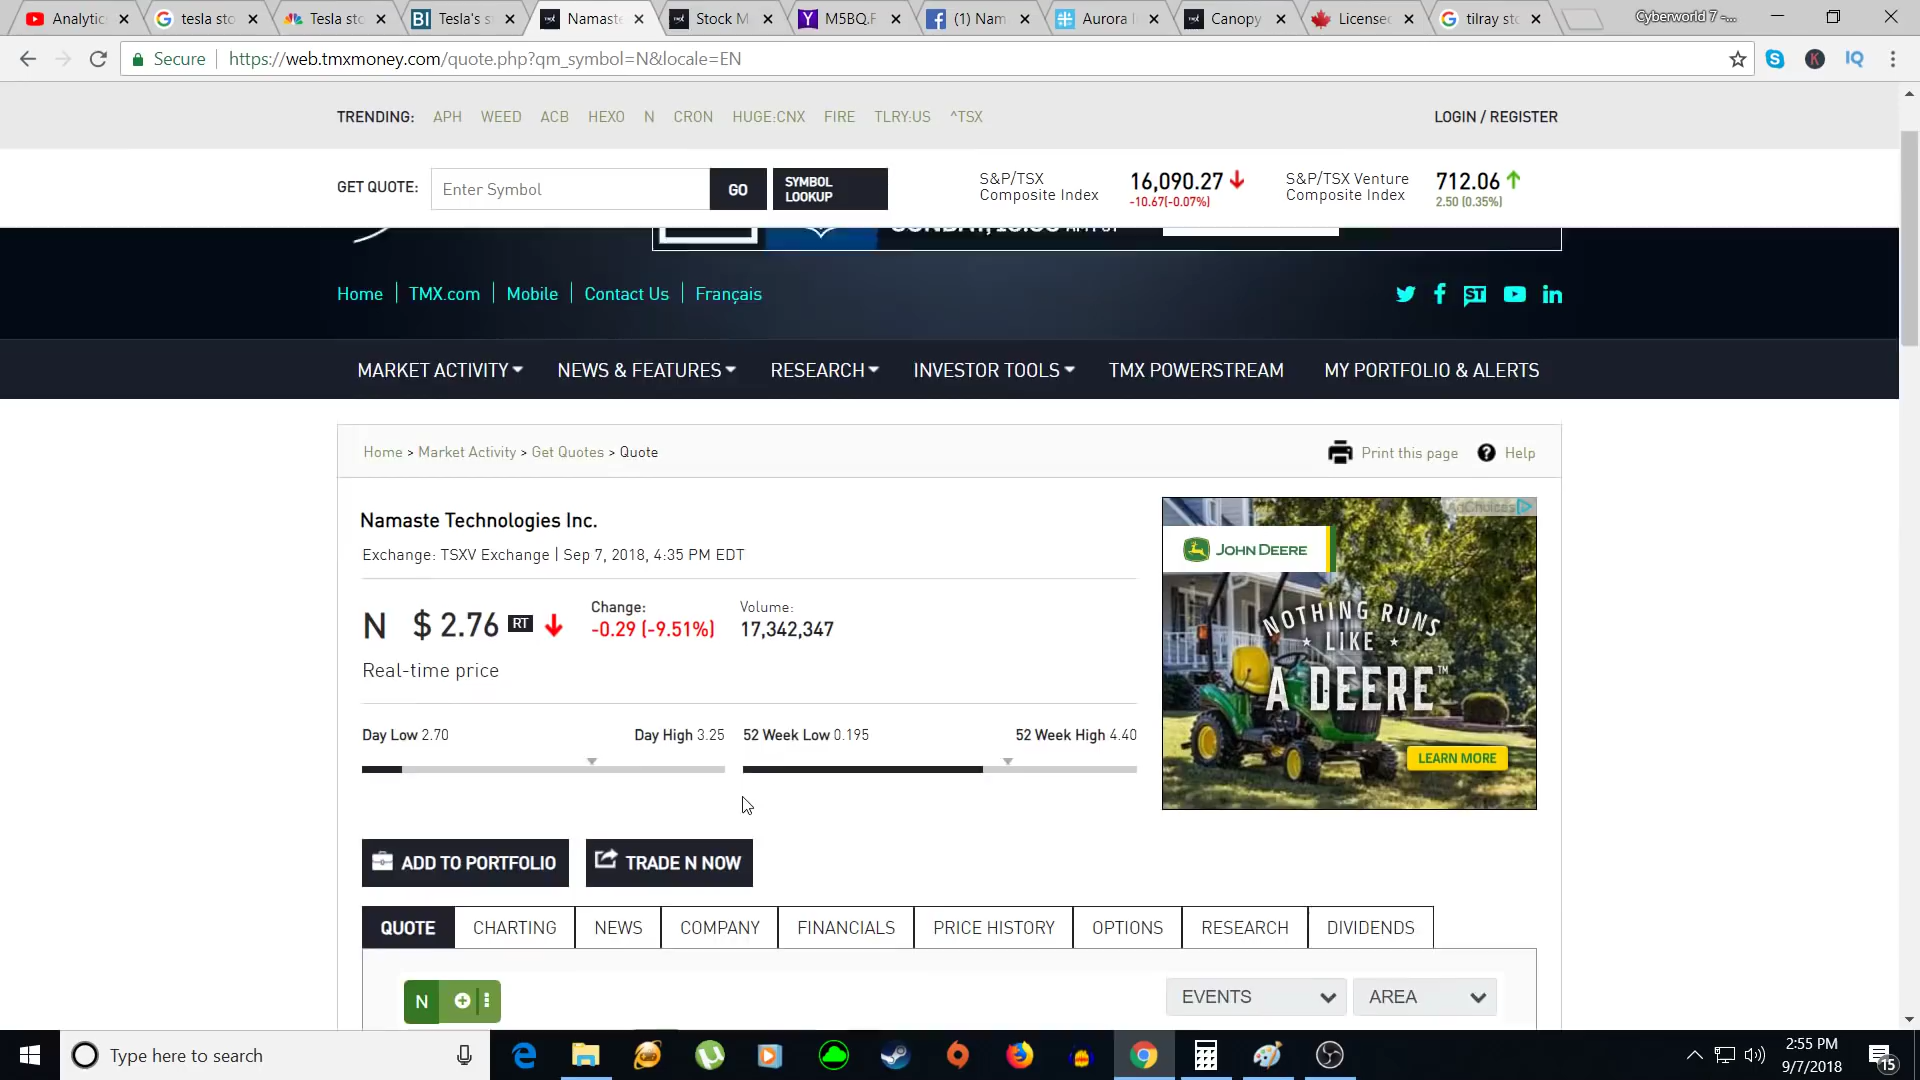 Analytic
tesla sto
Tesla sto
BI Tesla's s
Namaste
Stock M
M5BQ.F
(1) Nam
Aurora
Canopy
Licensed
tilray sto
Cyberworld 7 -...
Secure https://web.tmxmoney.com/quote.php?qm_symbol=N&locale=EN
K IQ
TRENDING: APH WEED ACB HEXO N CRON HUGE:CNX FIRE TLRY:US ^TSX
LOGIN / REGISTER
GET QUOTE: Enter Symbol GO SYMBOL LOOKUP
S&P/TSX
Composite Index
16,090.27
-10.67(-0.07%)
S&P/TSX Venture
Composite Index
712.06
2.50 (0.35%)
Home TMX.com Mobile Contact Us Français
ST
MARKET ACTIVITY NEWS & FEATURES RESEARCH INVESTOR TOOLS TMX POWERSTREAM MY PORTFOLIO & ALERTS
Home > Market Activity > Get Quotes > Quote
Print this page Help
Namaste Technologies Inc.
Exchange: TSXV Exchange | Sep 7, 2018, 4:35 PM EDT
N $ 2.76 RT
Change:
-0.29 (-9.51%)
Volume:
17,342,347
Real-time price
Day Low 2.70 Day High 3.25 52 Week Low 0.195 52 Week High 4.40
AdChoices
JOHN DEERE
NOTHING RUNS
LIKE
A DEERE™
LEARN MORE
ADD TO PORTFOLIO TRADE N NOW
QUOTE CHARTING NEWS COMPANY FINANCIALS PRICE HISTORY OPTIONS RESEARCH DIVIDENDS
N
EVENTS AREA
Type here to search
2:55 PM
9/7/2018
15